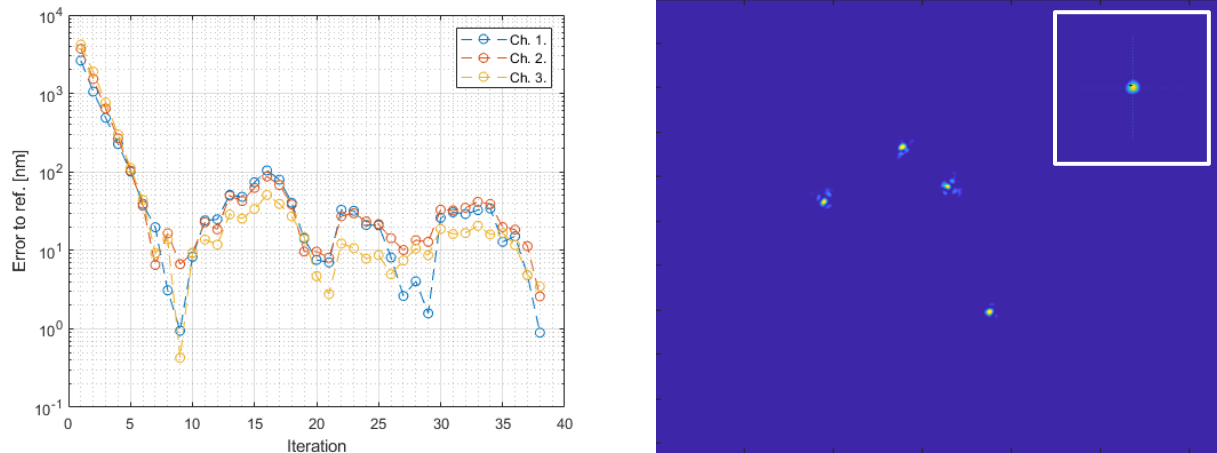 10^4
10^3
10^2
10^1
10^0
10^-1
Error to ref. [nm]
Ch. 1.
Ch. 2.
Ch. 3.
0 5 10 15 20 25 30 35 40
Iteration